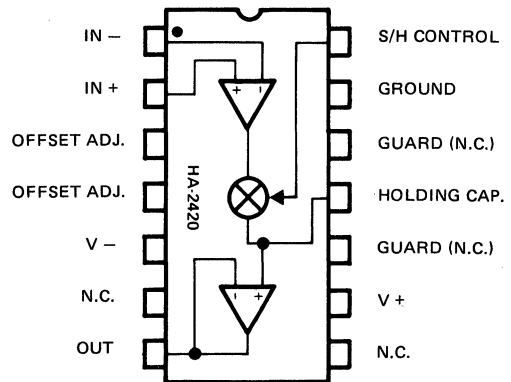 IN −
IN +
OFFSET ADJ.
OFFSET ADJ.
V −
N.C.
OUT
HA-2420
+ −
− +
S/H CONTROL
GROUND
GUARD (N.C.)
HOLDING CAP.
GUARD (N.C.)
V +
N.C.